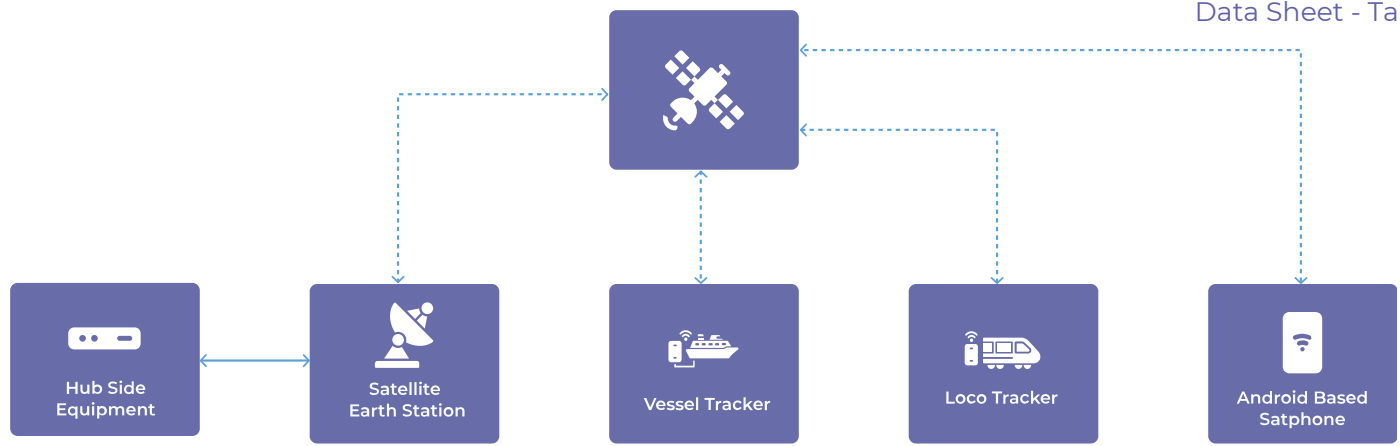 Data Sheet - Ta
Hub Side
Equipment
Satellite
Earth Station
Vessel Tracker
Loco Tracker
Android Based
Satphone